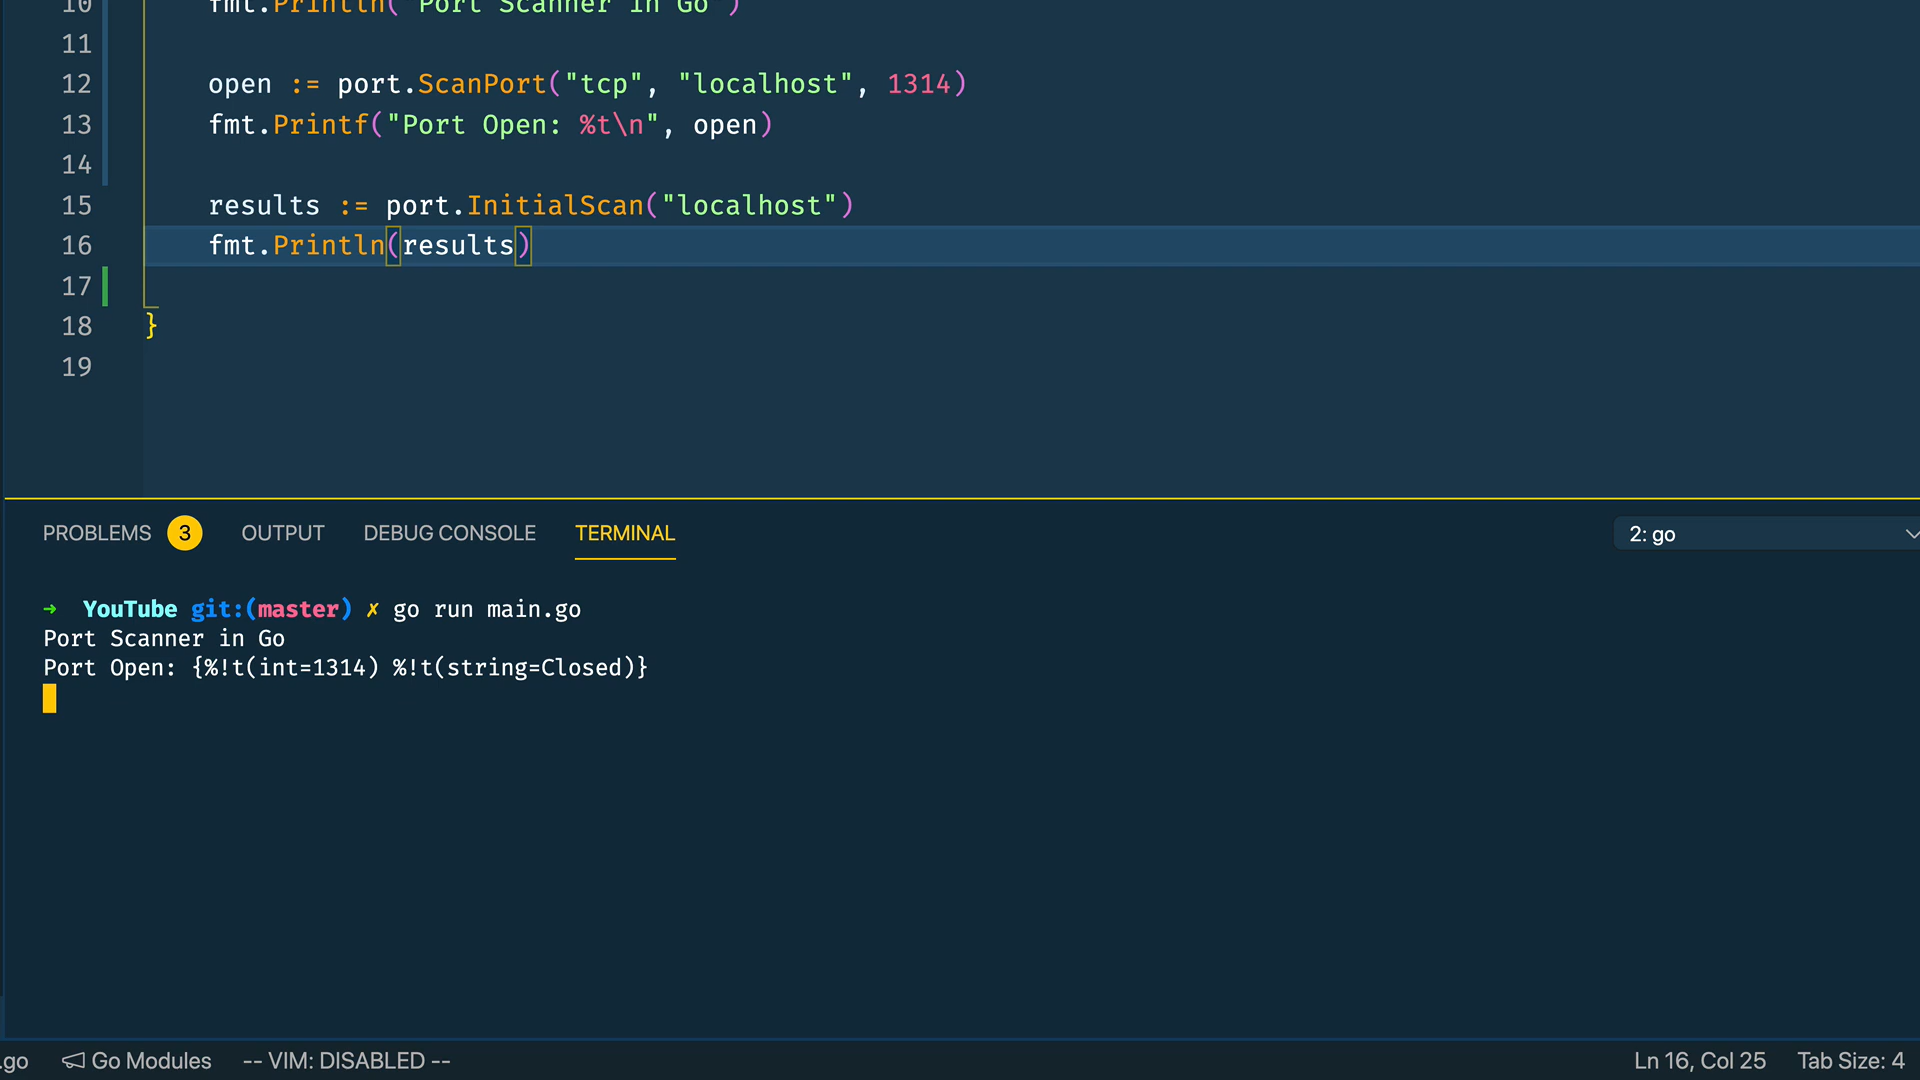 10 fmt.Println("Port Scanner in Go")
11
12 open := port.ScanPort("tcp", "localhost", 1314)
13 fmt.Printf("Port Open: %t\n", open)
14
15 results := port.InitialScan("localhost")
16 fmt.Println(results)
17
18 }
19
PROBLEMS 3 OUTPUT DEBUG CONSOLE TERMINAL 2: go
➜ YouTube git:(master) ✗ go run main.go
Port Scanner in Go
Port Open: {%!t(int=1314) %!t(string=Closed)}
.go Go Modules -- VIM: DISABLED -- Ln 16, Col 25 Tab Size: 4